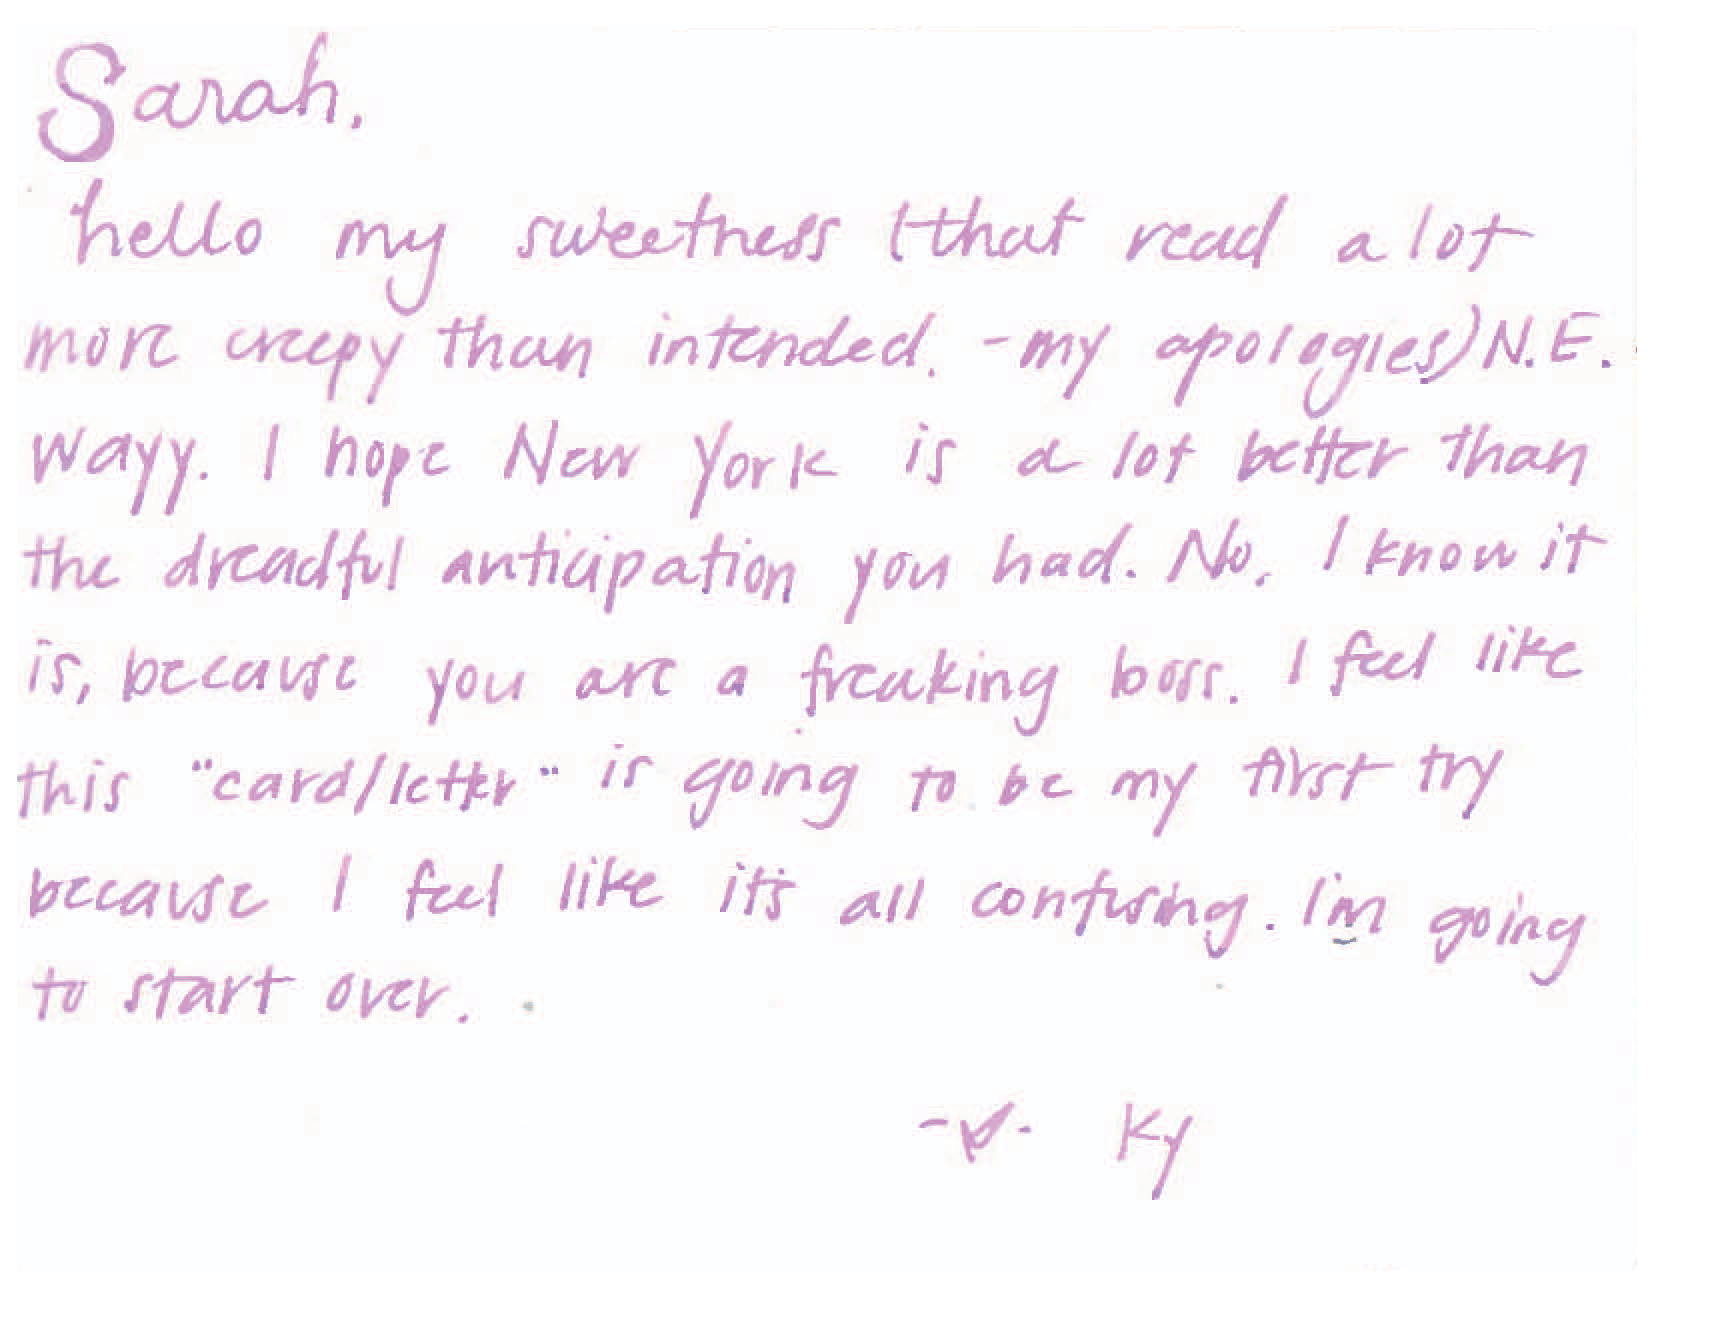 Sarah,
hello my sweetness (that read a lot
more creepy than intended. - my apologies) N.E.
wayy. I hope New York is a lot better than
the dreadful anticipation you had. No, I know it
is, because you are a freaking boss. I feel like
this "card/letter" is going to be my first try
because I feel like it's all confusing. I'm going
to start over.
Ky